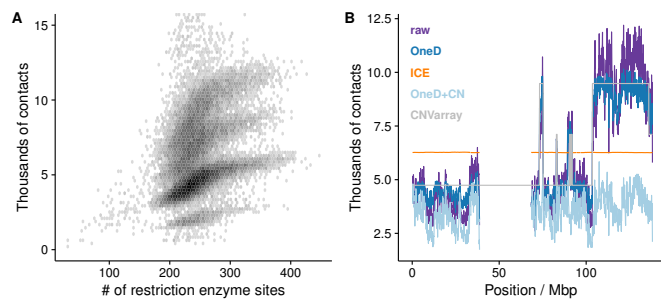 A
Thousands of contacts
15
10
5
0
100
200
300
400
# of restriction enzyme sites
B
Thousands of contacts
12.5
10.0
7.5
5.0
2.5
raw
OneD
ICE
OneD+CN
CNVarray
0
50
100
Position / Mbp